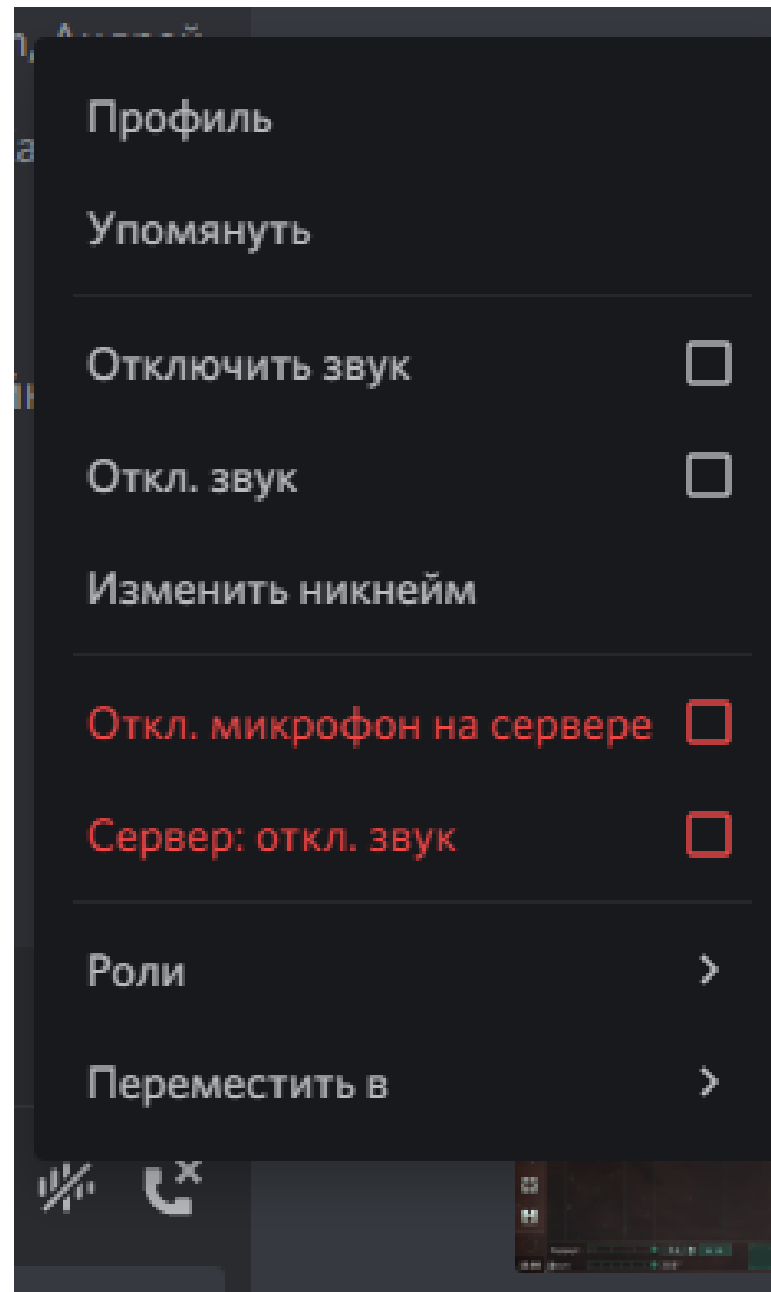 Профиль
Упомянуть
Отключить звук
Откл. звук
Изменить никнейм
Откл. микрофон на сервере
Сервер: откл. звук
Роли
Переместить в